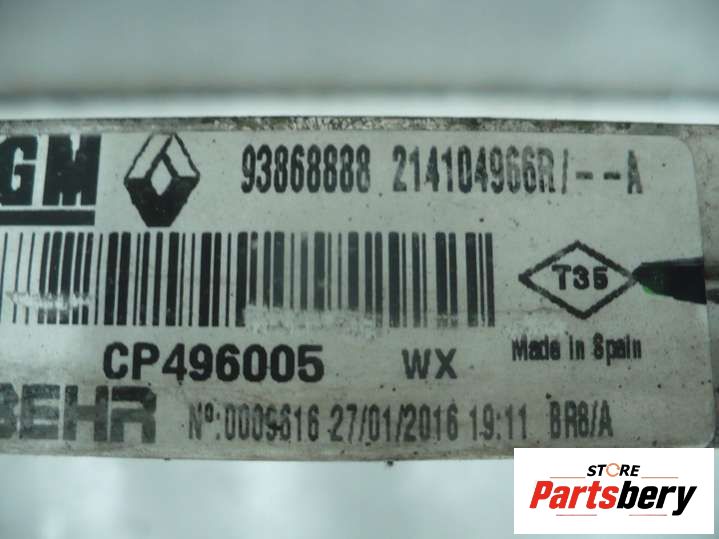 GM 93868888 214104966R/--A
T35
CP496005 WX Made in Spain
BEHR Nº:0009616 27/01/2016 19:11 BR8/A
STORE
Partsbery